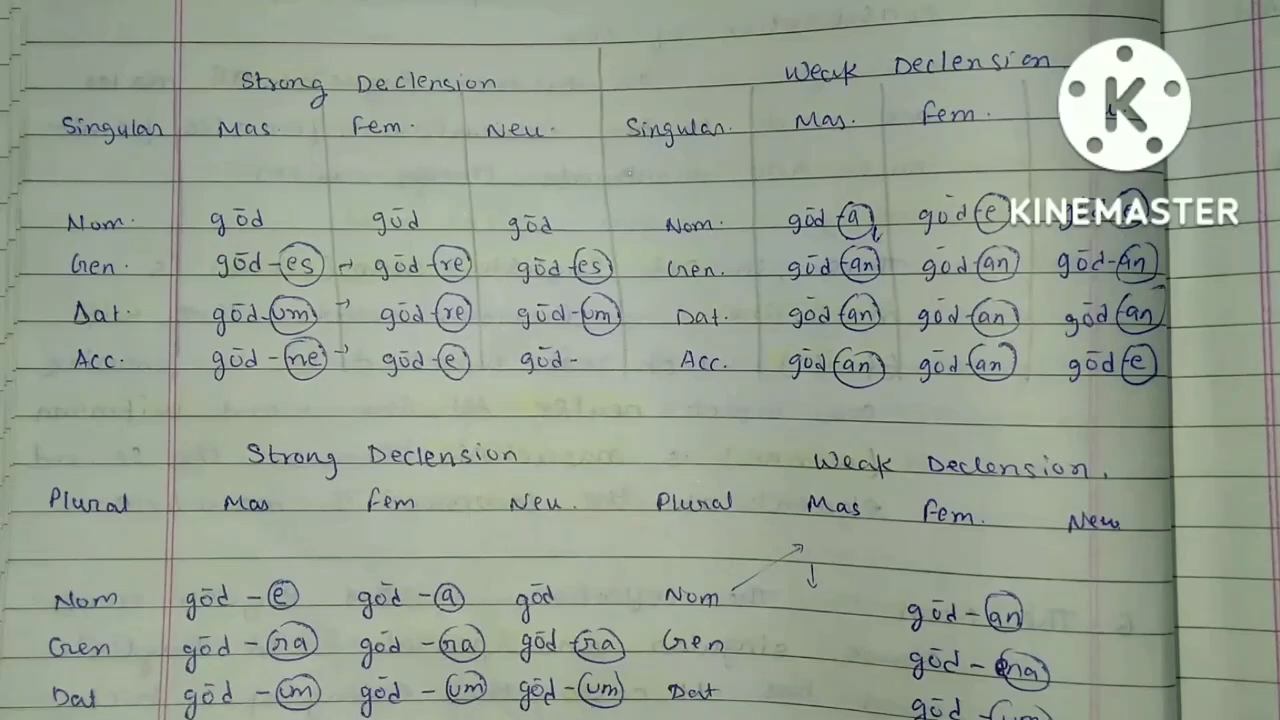 Strong Declension Weak Declension
Singular Mas. Fem. Neu. Singular. Mas. Fem.
Nom. gōd gōd gōd Nom. gōd-a gōd-e KINEMASTER
Gen. gōd-es → gōd-re gōd-es Gen. gōd-an gōd-an gōd-an
Dat. gōd-um → gōd-re gōd-um Dat. gōd-an gōd-an gōd-an
Acc. gōd-ne → gōd-e gōd- Acc. gōd-an gōd-an gōd-e
Strong Declension Weak Declension.
Plural Mas Fem Neu. Plural Mas. Fem. Neu
Nom gōd-e gōd-a gōd Nom gōd-an
Gen gōd-ra gōd-ra gōd-ra Gen gōd-ena
Dat gōd-um gōd-um gōd-um Dat gōd-um